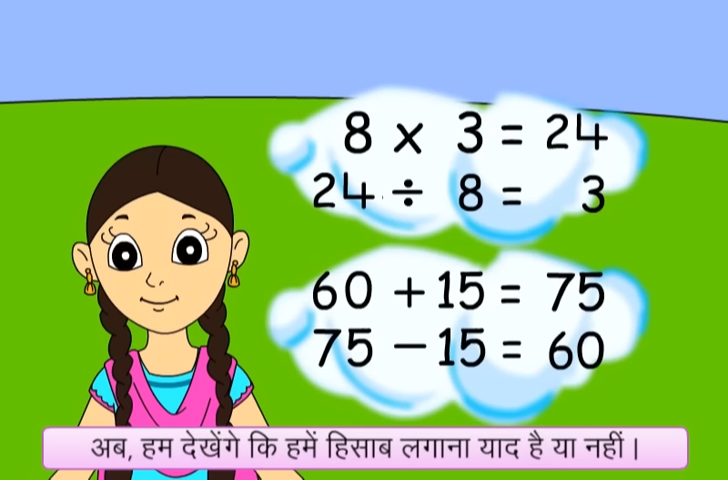 8 x 3 = 24
24 ÷ 8 = 3
60 + 15 = 75
75 − 15 = 60
अब, हम देखेंगे कि हमें हिसाब लगाना याद है या नहीं।